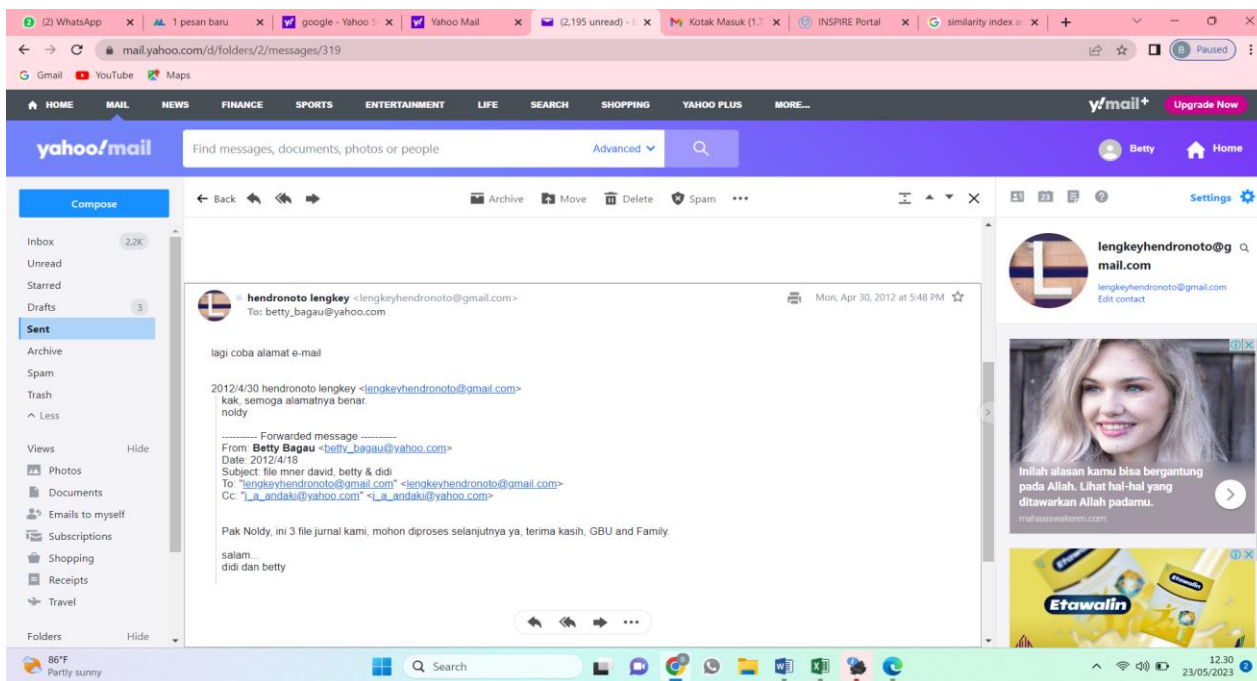 (2) WhatsApp
1 pesan baru
google - Yahoo S
Yahoo Mail
(2,195 unread) - b
Kotak Masuk (1.7
INSPIRE Portal
similarity index a
mail.yahoo.com/d/folders/2/messages/319
B Paused
Gmail YouTube Maps
HOME MAIL NEWS FINANCE SPORTS ENTERTAINMENT LIFE SEARCH SHOPPING YAHOO PLUS MORE...
y!mail+ Upgrade Now
yahoo!mail
Find messages, documents, photos or people Advanced
Betty Home
Compose
Back Archive Move Delete Spam
23
Settings
Inbox 2.2K
Unread
Starred
Drafts 3
Sent
Archive
Spam
Trash
Less
Views Hide
Photos
Documents
Emails to myself
Subscriptions
Shopping
Receipts
Travel
Folders Hide
hendronoto lengkey <lengkeyhendronoto@gmail.com>
Mon, Apr 30, 2012 at 5:48 PM
To: betty_bagau@yahoo.com
lagi coba alamat e-mail
2012/4/30 hendronoto lengkey <lengkeyhendronoto@gmail.com>
kak, semoga alamatnya benar.
noldy
---------- Forwarded message ----------
From: Betty Bagau <betty_bagau@yahoo.com>
Date: 2012/4/18
Subject: file mner david, betty & didi
To: "lengkeyhendronoto@gmail.com" <lengkeyhendronoto@gmail.com>
Cc: "j_a_andaki@yahoo.com" <j_a_andaki@yahoo.com>
Pak Noldy, ini 3 file jurnal kami, mohon diproses selanjutnya ya, terima kasih, GBU and Family.
salam...
didi dan betty
L
lengkeyhendronoto@g
mail.com
lengkeyhendronoto@gmail.com
Edit contact
Inilah alasan kamu bisa bergantung
pada Allah. Lihat hal-hal yang
ditawarkan Allah padamu.
mahasiswakeren.com
Etawalin
86°F
Partly sunny
Search
12.30
23/05/2023
2